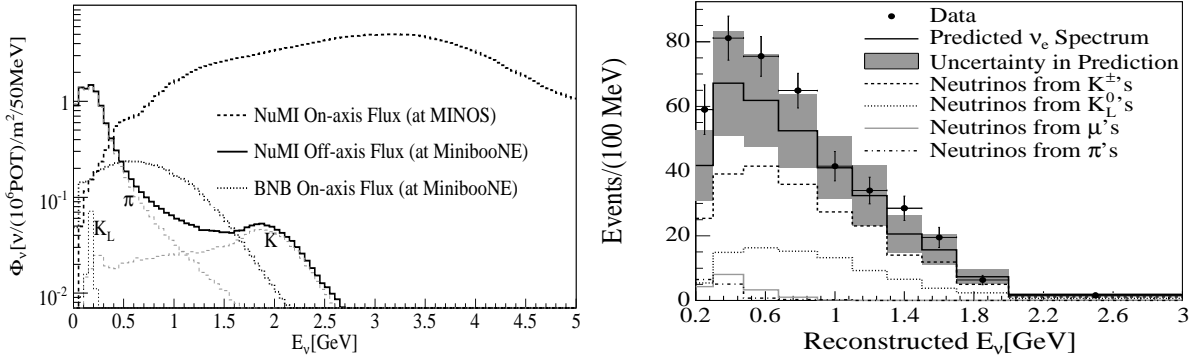 Φν[ν/(10⁶POT)/m²/50MeV]
1
10⁻¹
10⁻²
NuMI On-axis Flux (at MINOS)
NuMI Off-axis Flux (at MinibooNE)
BNB On-axis Flux (at MinibooNE)
π
K_L
K
0 0.5 1 1.5 2 2.5 3 3.5 4 4.5 5
Eν[GeV]
Events/(100 MeV)
80
60
40
20
0
Data
Predicted νe Spectrum
Uncertainty in Prediction
Neutrinos from K±'s
Neutrinos from K⁰_L's
Neutrinos from μ's
Neutrinos from π's
0.2 0.6 1 1.4 1.8 2.2 2.6 3
Reconstructed Eν[GeV]